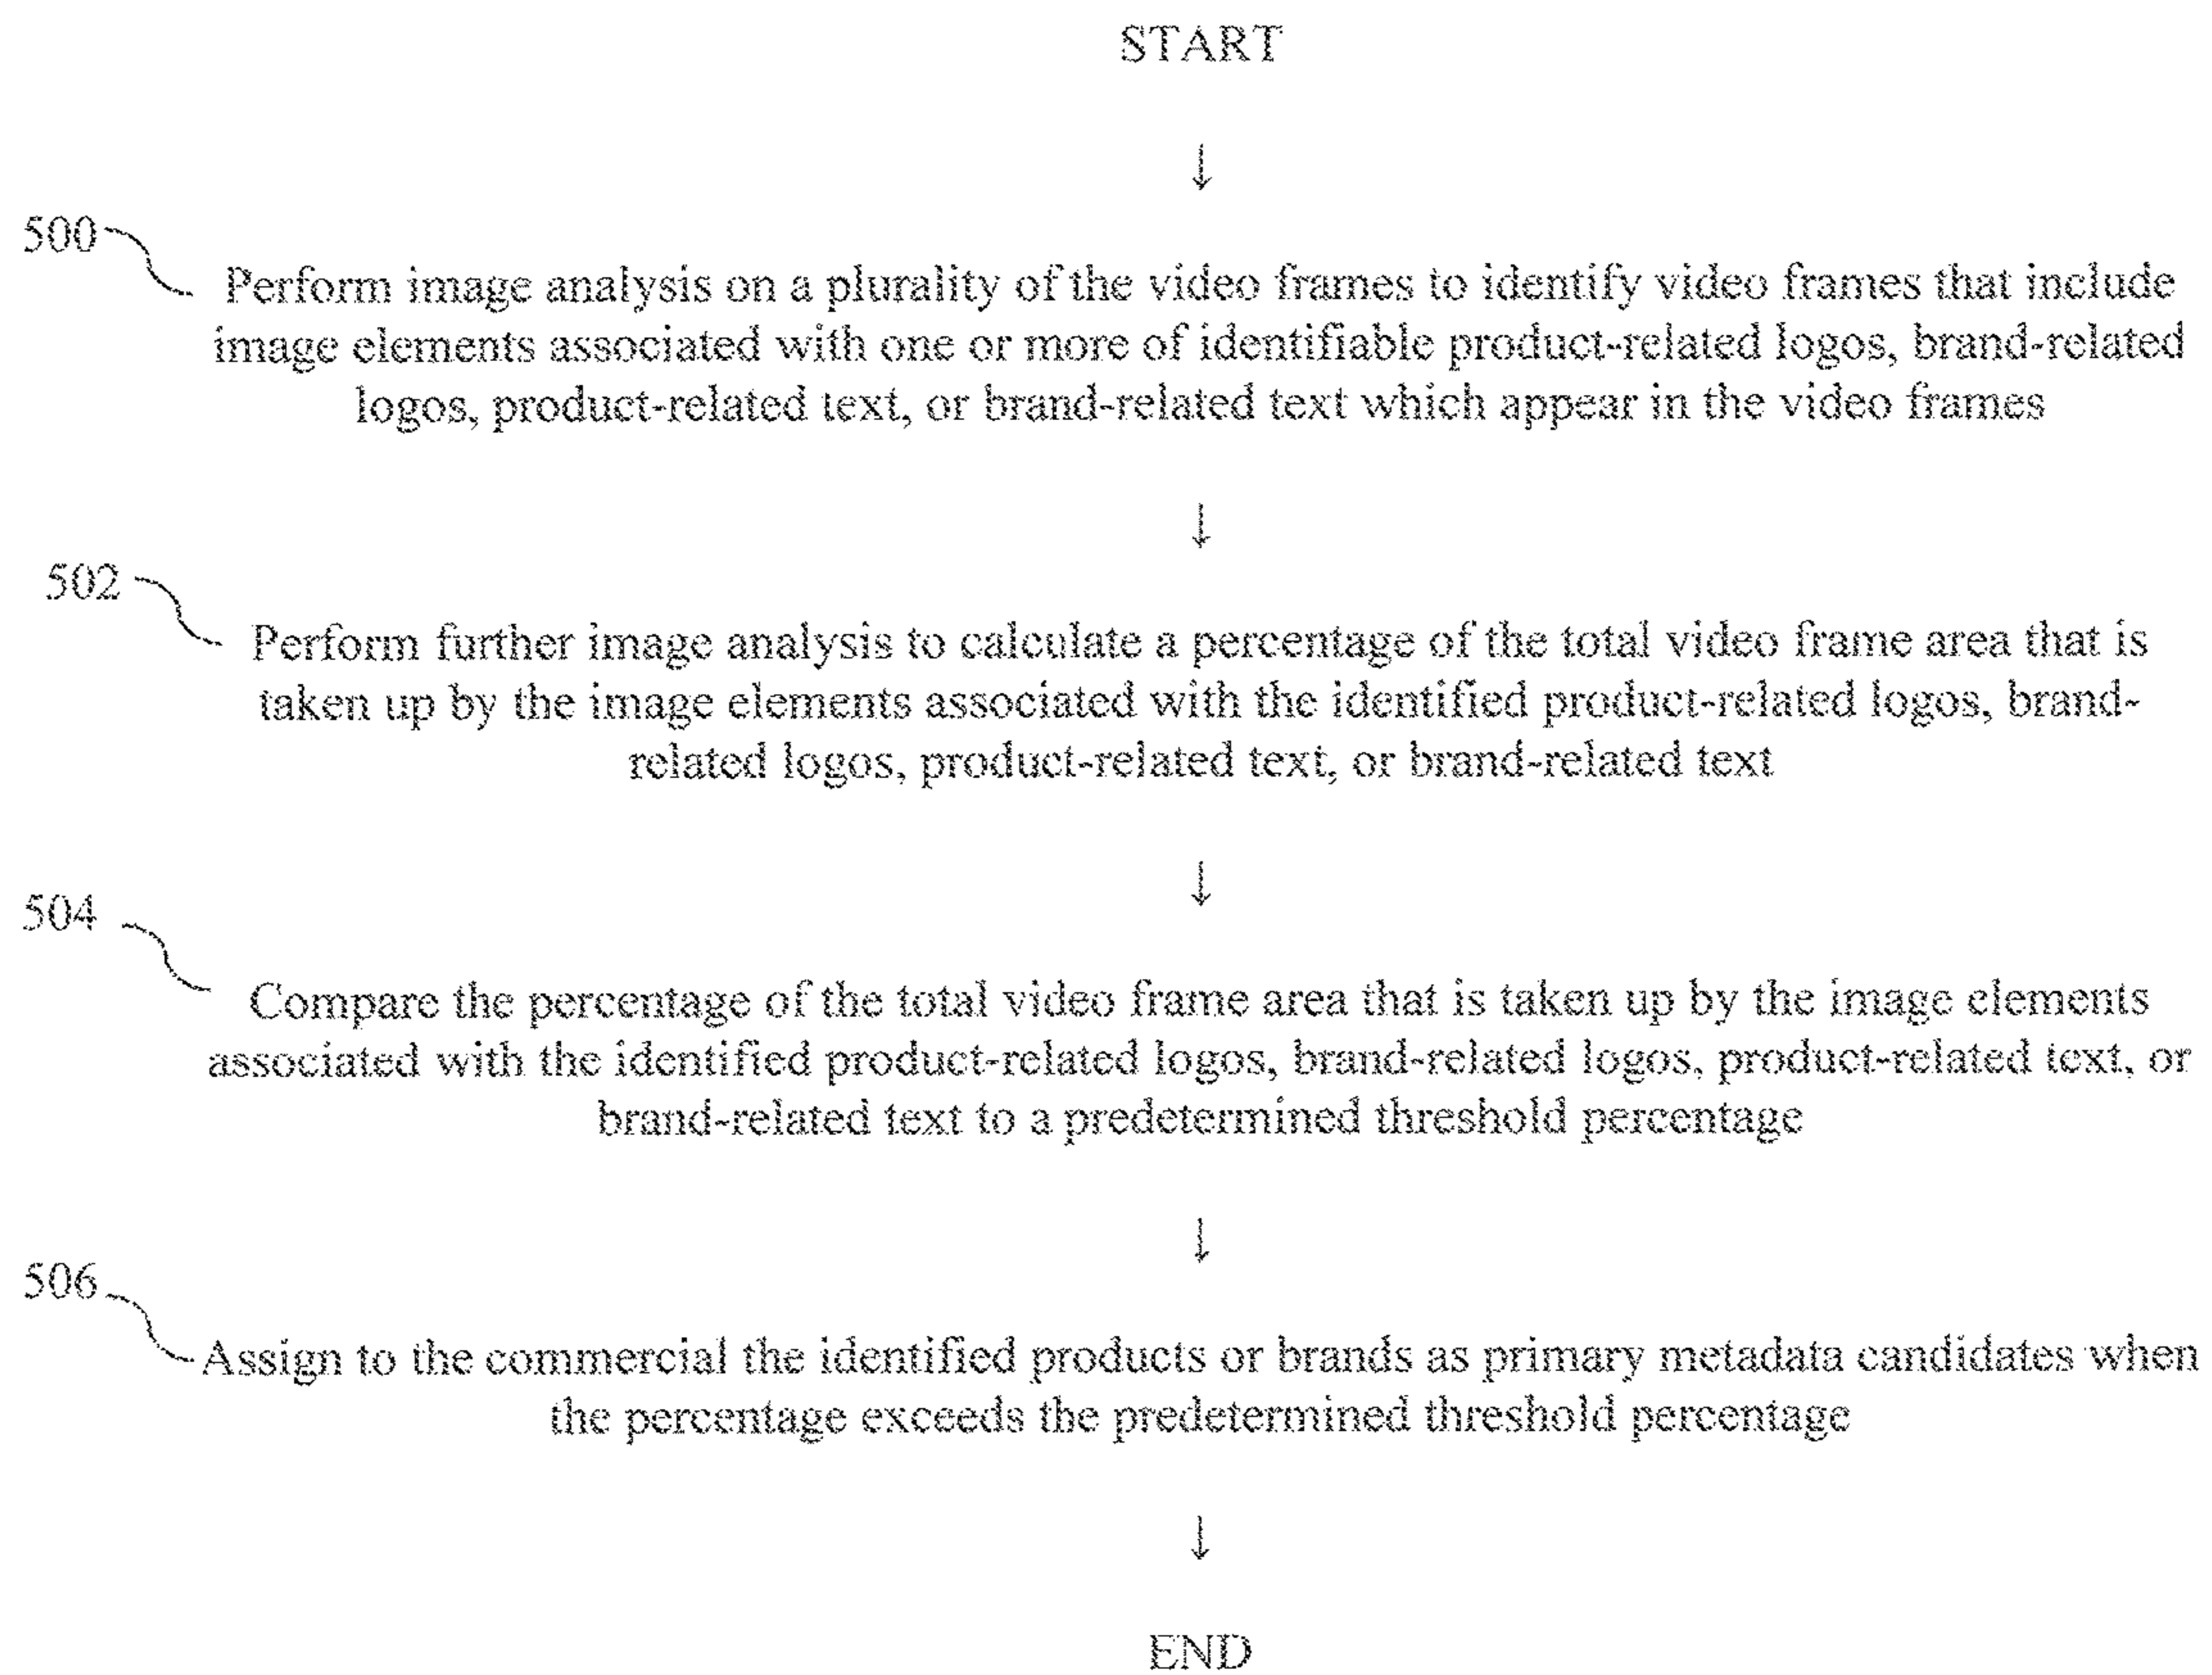 START
↓
500
Perform image analysis on a plurality of the video frames to identify video frames that include
image elements associated with one or more of identifiable product-related logos, brand-related
logos, product-related text, or brand-related text which appear in the video frames
↓
502
Perform further image analysis to calculate a percentage of the total video frame area that is
taken up by the image elements associated with the identified product-related logos, brand-
related logos, product-related text, or brand-related text
↓
504
Compare the percentage of the total video frame area that is taken up by the image elements
associated with the identified product-related logos, brand-related logos, product-related text, or
brand-related text to a predetermined threshold percentage
↓
506
Assign to the commercial the identified products or brands as primary metadata candidates when
the percentage exceeds the predetermined threshold percentage
↓
END